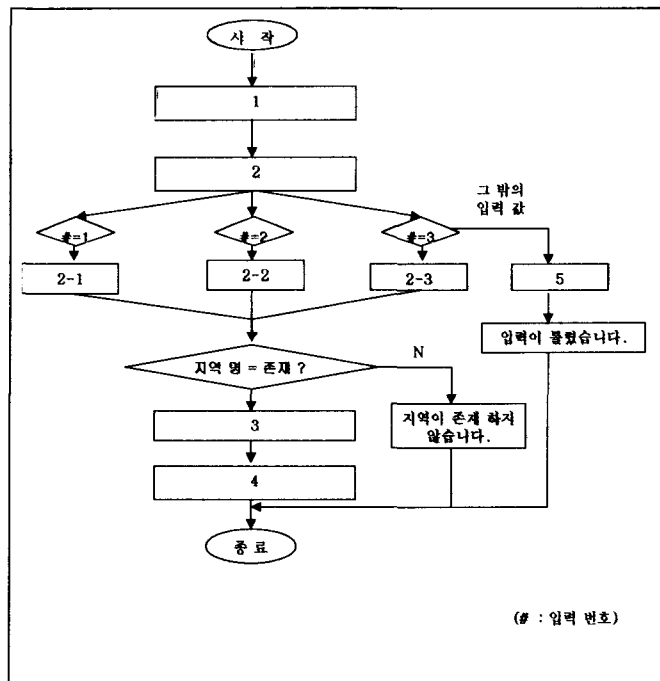 시 작
1
2
그 밖의
입력 값
#=1
#=2
#=3
2-1
2-2
2-3
5
입력이 틀렸습니다.
지역 명 = 존재 ?
N
3
지역이 존재 하지
않습니다.
4
종 료
(# : 입력 번호)